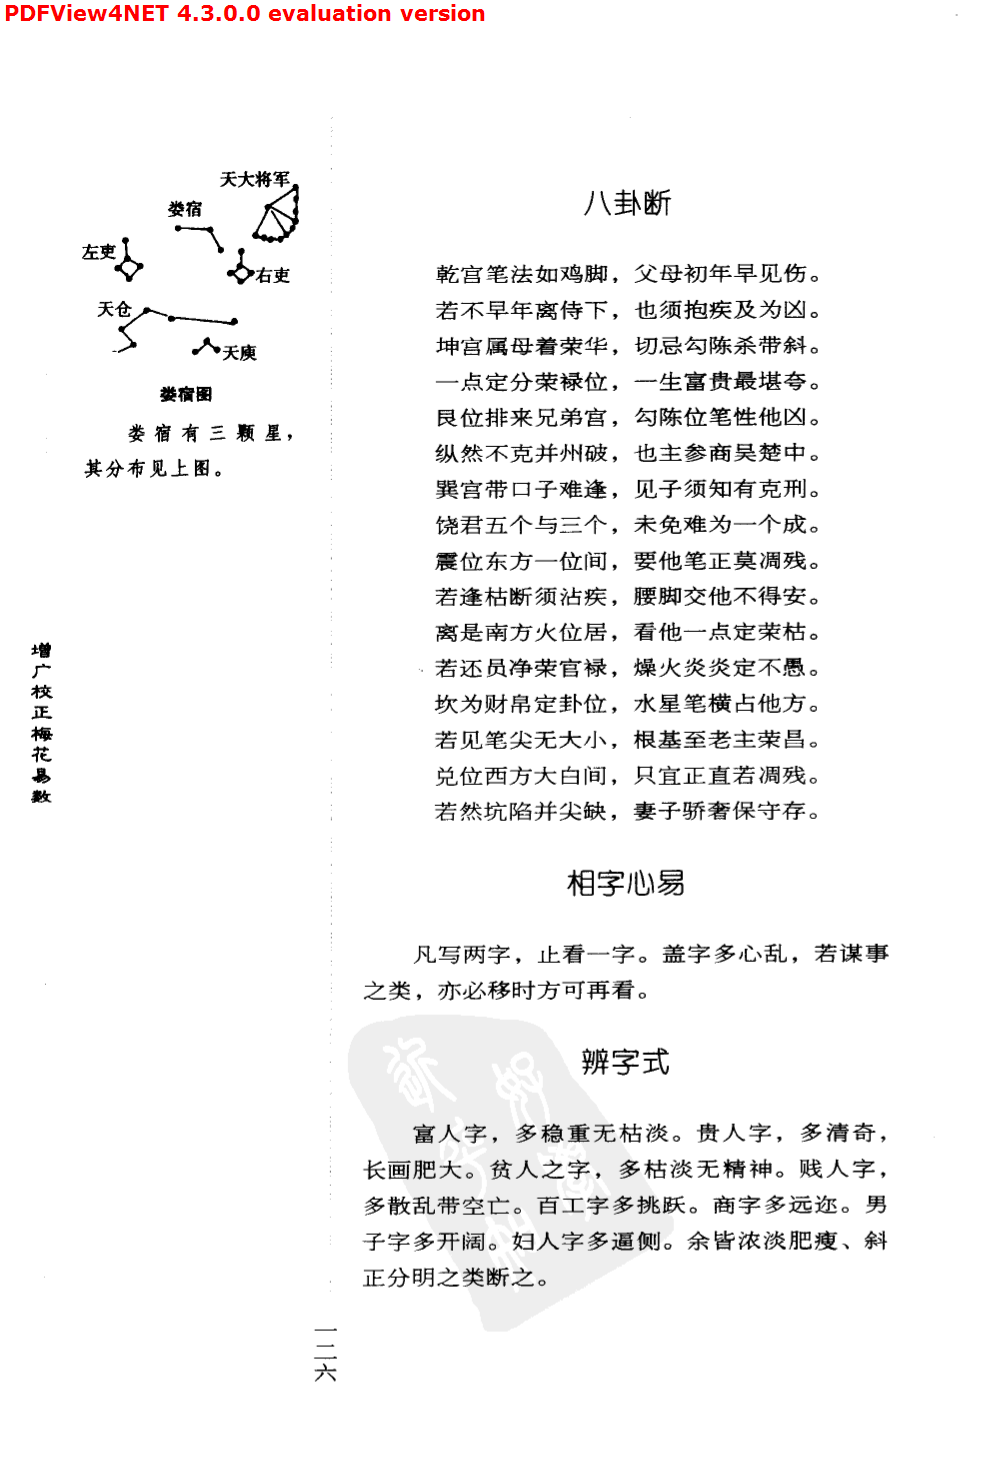 PDFView4NET 4.3.0.0 evaluation version
天大将军
娄宿
左吏
右吏
天仓
天庾
娄宿图
娄宿有三颗星，
其分布见上图。
增广校正梅花易数
八卦断
乾宫笔法如鸡脚，父母初年早见伤。
若不早年离侍下，也须抱疾及为凶。
坤宫属母着荣华，切忌勾陈杀带斜。
一点定分荣禄位，一生富贵最堪夸。
艮位排来兄弟宫，勾陈位笔性他凶。
纵然不克并州破，也主参商吴楚中。
巽宫带口子难逢，见子须知有克刑。
饶君五个与三个，未免难为一个成。
震位东方一位间，要他笔正莫凋残。
若逢枯断须沾疾，腰脚交他不得安。
离是南方火位居，看他一点定荣枯。
若还员净荣官禄，燥火炎炎定不愚。
坎为财帛定卦位，水星笔横占他方。
若见笔尖无大小，根基至老主荣昌。
兑位西方大白间，只宜正直若凋残。
若然坑陷并尖缺，妻子骄奢保守存。
相字心易
凡写两字，止看一字。盖字多心乱，若谋事
之类，亦必移时方可再看。
辨字式
富人字，多稳重无枯淡。贵人字，多清奇，
长画肥大。贫人之字，多枯淡无精神。贱人字，
多散乱带空亡。百工字多挑跃。商字多远迩。男
子字多开阔。妇人字多逼侧。余皆浓淡肥瘦、斜
正分明之类断之。
一二六